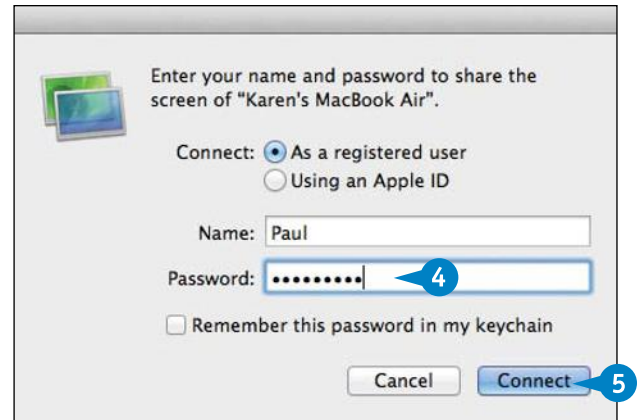 Enter your name and password to share the
screen of "Karen's MacBook Air".
Connect: As a registered user
Using an Apple ID
Name: Paul
Password: •••••••••
4
Remember this password in my keychain
Cancel Connect
5